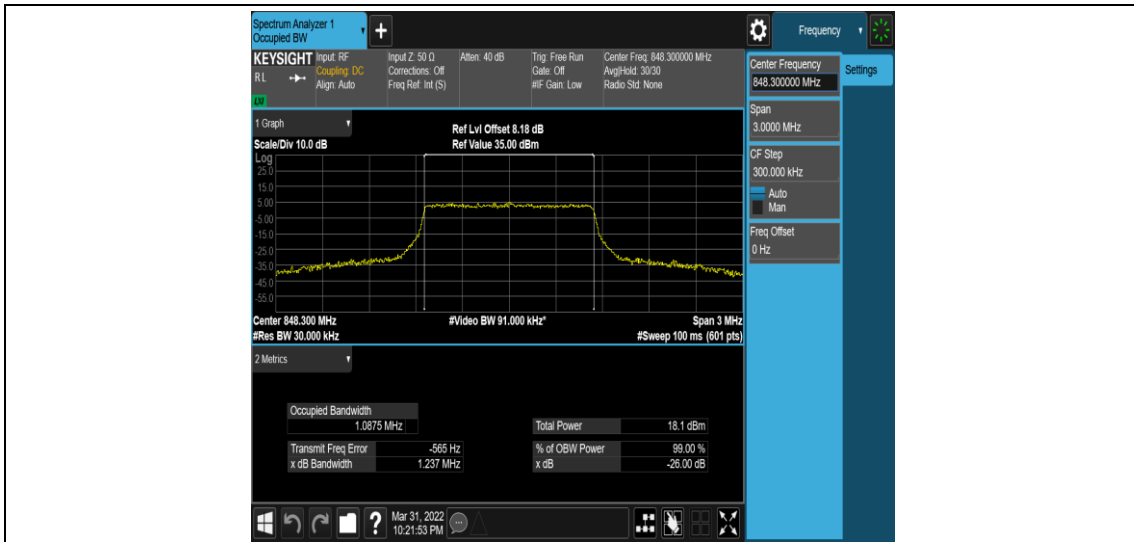 Spectrum Analyzer 1
Occupied BW
+
Frequency
KEYSIGHT
RL
Input: RF
Coupling: DC
Align: Auto
Input Z: 50 Ω
Corrections: Off
Freq Ref: Int (S)
Atten: 40 dB
Trig: Free Run
Gate: Off
#IF Gain: Low
Center Freq: 848.300000 MHz
Avg|Hold: 30/30
Radio Std: None
Center Frequency
848.300000 MHz
Settings
Span
3.0000 MHz
CF Step
300.000 kHz
Auto
Man
Freq Offset
0 Hz
1 Graph
Scale/Div 10.0 dB
Ref Lvl Offset 8.18 dB
Ref Value 35.00 dBm
Log
25.0
15.0
5.00
-5.00
-15.0
-25.0
-35.0
-45.0
-55.0
Center 848.300 MHz
#Video BW 91.000 kHz*
Span 3 MHz
#Res BW 30.000 kHz
#Sweep 100 ms (601 pts)
2 Metrics
Occupied Bandwidth
1.0875 MHz
Total Power 18.1 dBm
Transmit Freq Error -565 Hz
% of OBW Power 99.00 %
x dB Bandwidth 1.237 MHz
x dB -26.00 dB
?
Mar 31, 2022
10:21:53 PM